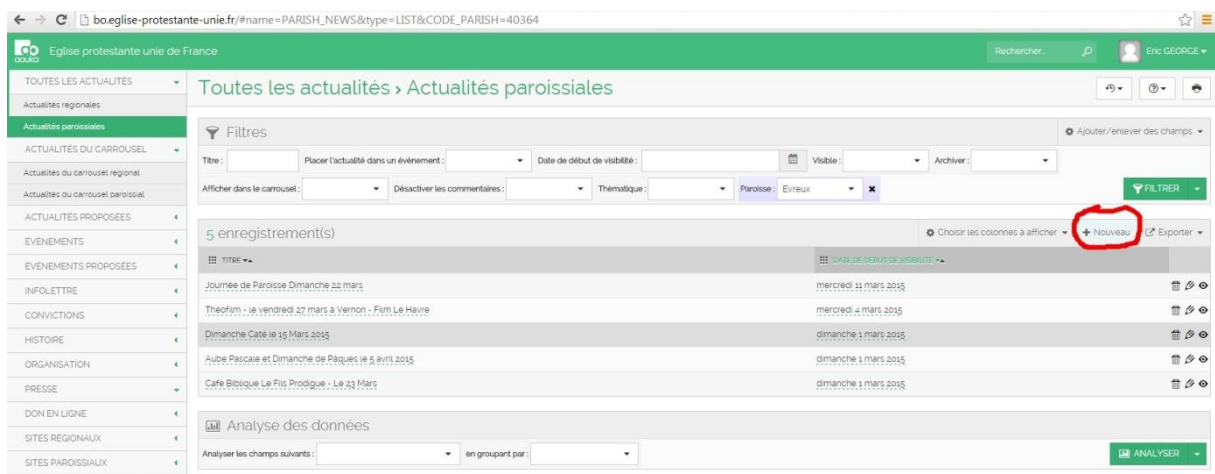 bo.eglise-protestante-unie.fr/#name=PARISH_NEWS&type=LIST&CODE_PARISH=40364
aouka Eglise protestante unie de France Rechercher... Eric GEORGE
TOUTES LES ACTUALITÉS
Actualités régionales
Actualités paroissiales
ACTUALITÉS DU CARROUSEL
Actualités du carrousel régional
Actualités du carrousel paroissial
ACTUALITÉS PROPOSÉES
ÉVÈNEMENTS
ÉVÉNEMENTS PROPOSÉES
INFOLETTRE
CONVICTIONS
HISTOIRE
ORGANISATION
PRESSE
DON EN LIGNE
SITES RÉGIONAUX
SITES PAROISSIAUX
Toutes les actualités › Actualités paroissiales
Filtres Ajouter/enlever des champs
Titre : Placer l'actualité dans un évènement : Date de début de visibilité : Visible : Archiver :
Afficher dans le carrousel : Désactiver les commentaires : Thématique : Paroisse : Evreux FILTRER
5 enregistrement(s) Choisir les colonnes à afficher + Nouveau Exporter
TITRE DATE DE DÉBUT DE VISIBILITÉ
Journée de Paroisse Dimanche 22 mars mercredi 11 mars 2015
Théofilm - le vendredi 27 mars à Vernon - Film Le Havre mercredi 4 mars 2015
Dimanche Caté le 15 Mars 2015 dimanche 1 mars 2015
Aube Pascale et Dimanche de Pâques le 5 avril 2015 dimanche 1 mars 2015
Café Biblique Le Fils Prodigue - Le 23 Mars dimanche 1 mars 2015
Analyse des données
Analyser les champs suivants : en groupant par : ANALYSER